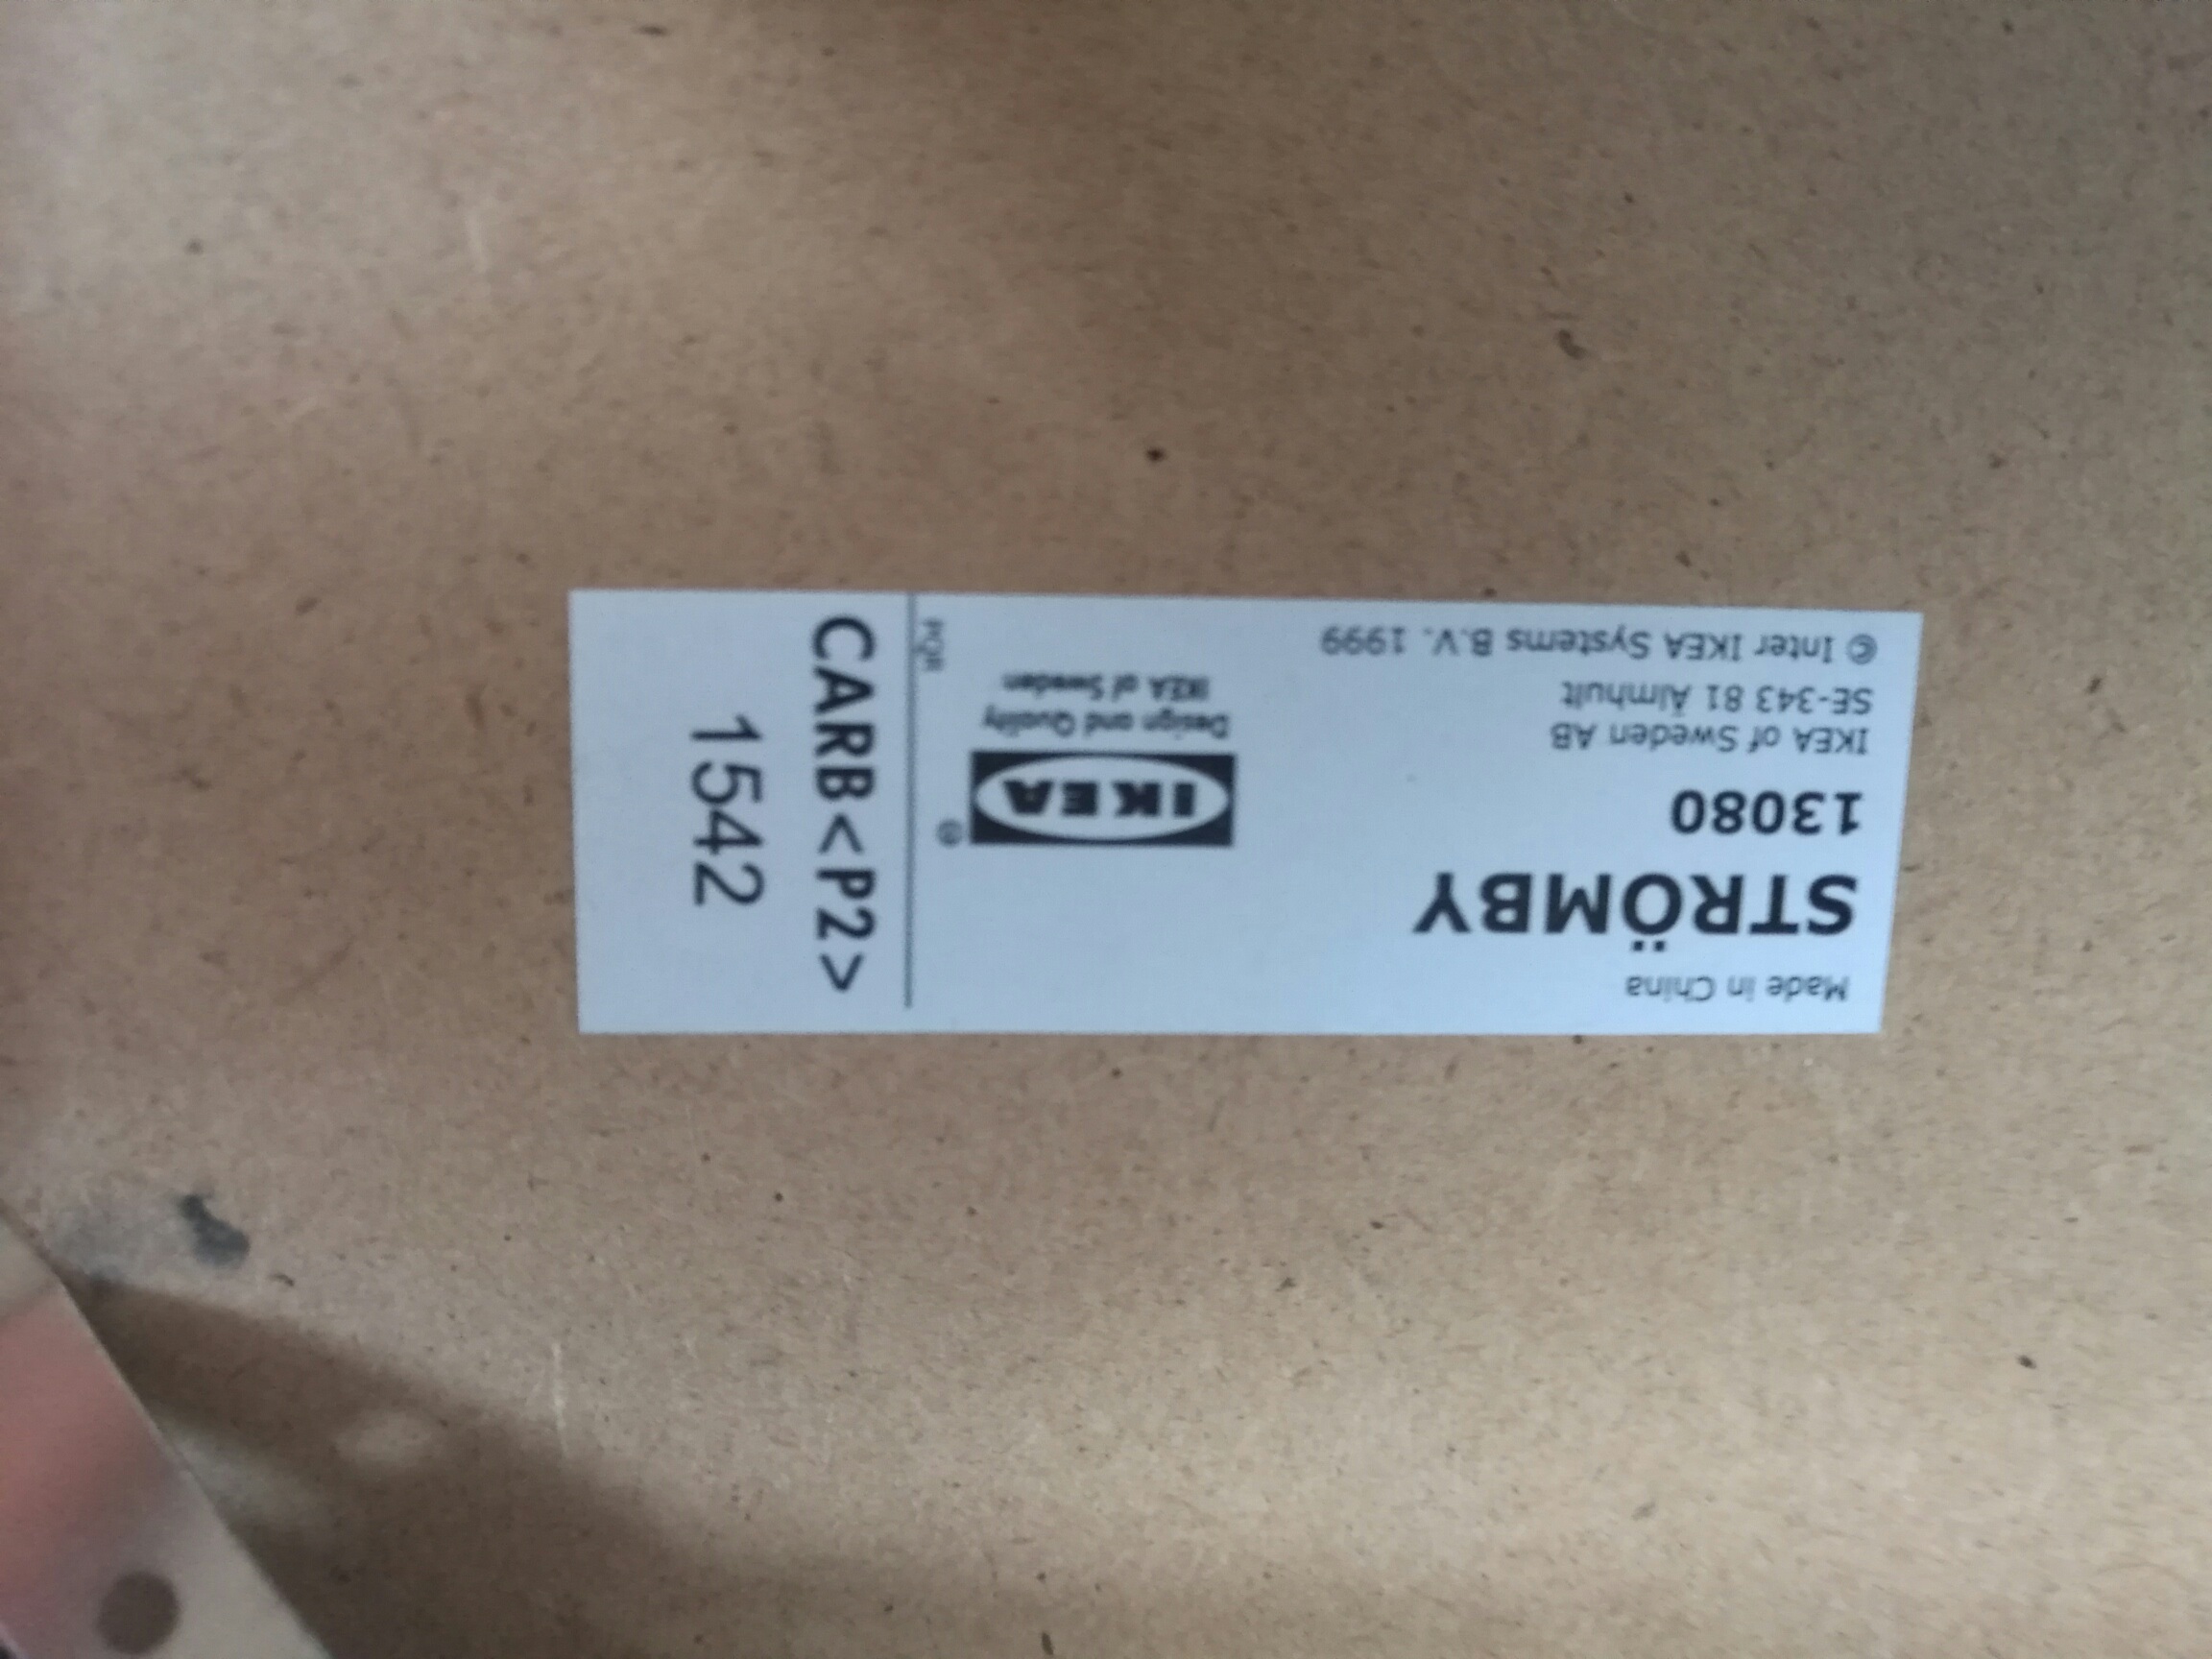 Made in China
STRÖMBY
13080
IKEA of Sweden AB
SE-343 81 Älmhult
© Inter IKEA Systems B.V. 1999
IKEA®
Design and Quality
IKEA of Sweden
PQR
CARB<P2>
1542